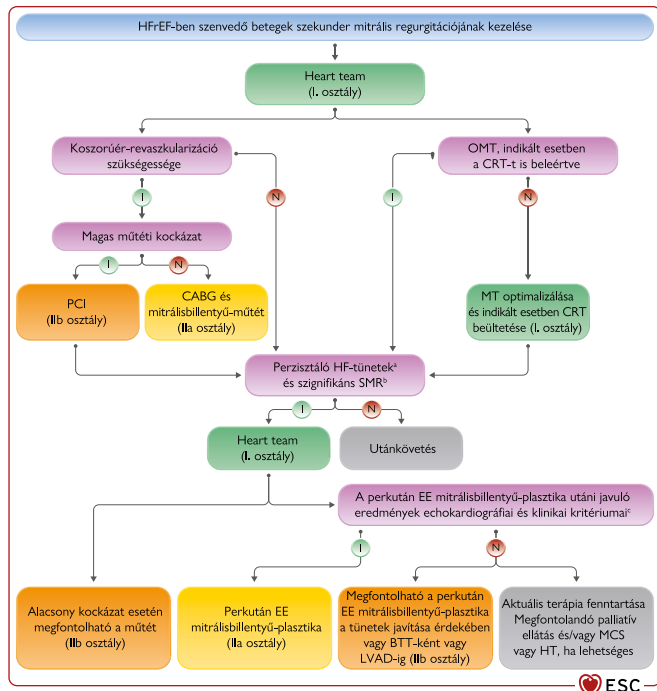 HFrEF-ben szenvedő betegek szekunder mitrális regurgitációjának kezelése
Heart team
(I. osztály)
Koszorúér-revaszkularizáció
szükségessége
OMT, indikált esetben
a CRT-t is beleértve
I
N
I
N
Magas műtéti kockázat
I
N
PCI
(IIb osztály)
CABG és
mitrálisbillentyű-műtét
(IIa osztály)
MT optimalizálása
és indikált esetben CRT
beültetése (I. osztály)
Perzisztáló HF-tünetekᵃ
és szignifikáns SMRᵇ
I
N
Heart team
(I. osztály)
Utánkövetés
A perkután EE mitrálisbillentyű-plasztika utáni javuló
eredmények echokardiográfiai és klinikai kritériumaiᶜ
I
N
Alacsony kockázat esetén
megfontolható a műtét
(IIb osztály)
Perkután EE
mitrálisbillentyű-plasztika
(IIa osztály)
Megfontolható a perkután
EE mitrálisbillentyű-plasztika
a tünetek javítása érdekében
vagy BTT-ként vagy
LVAD-ig (IIb osztály)
Aktuális terápia fenntartása
Megfontolandó palliatív
ellátás és/vagy MCS
vagy HT, ha lehetséges
ESC